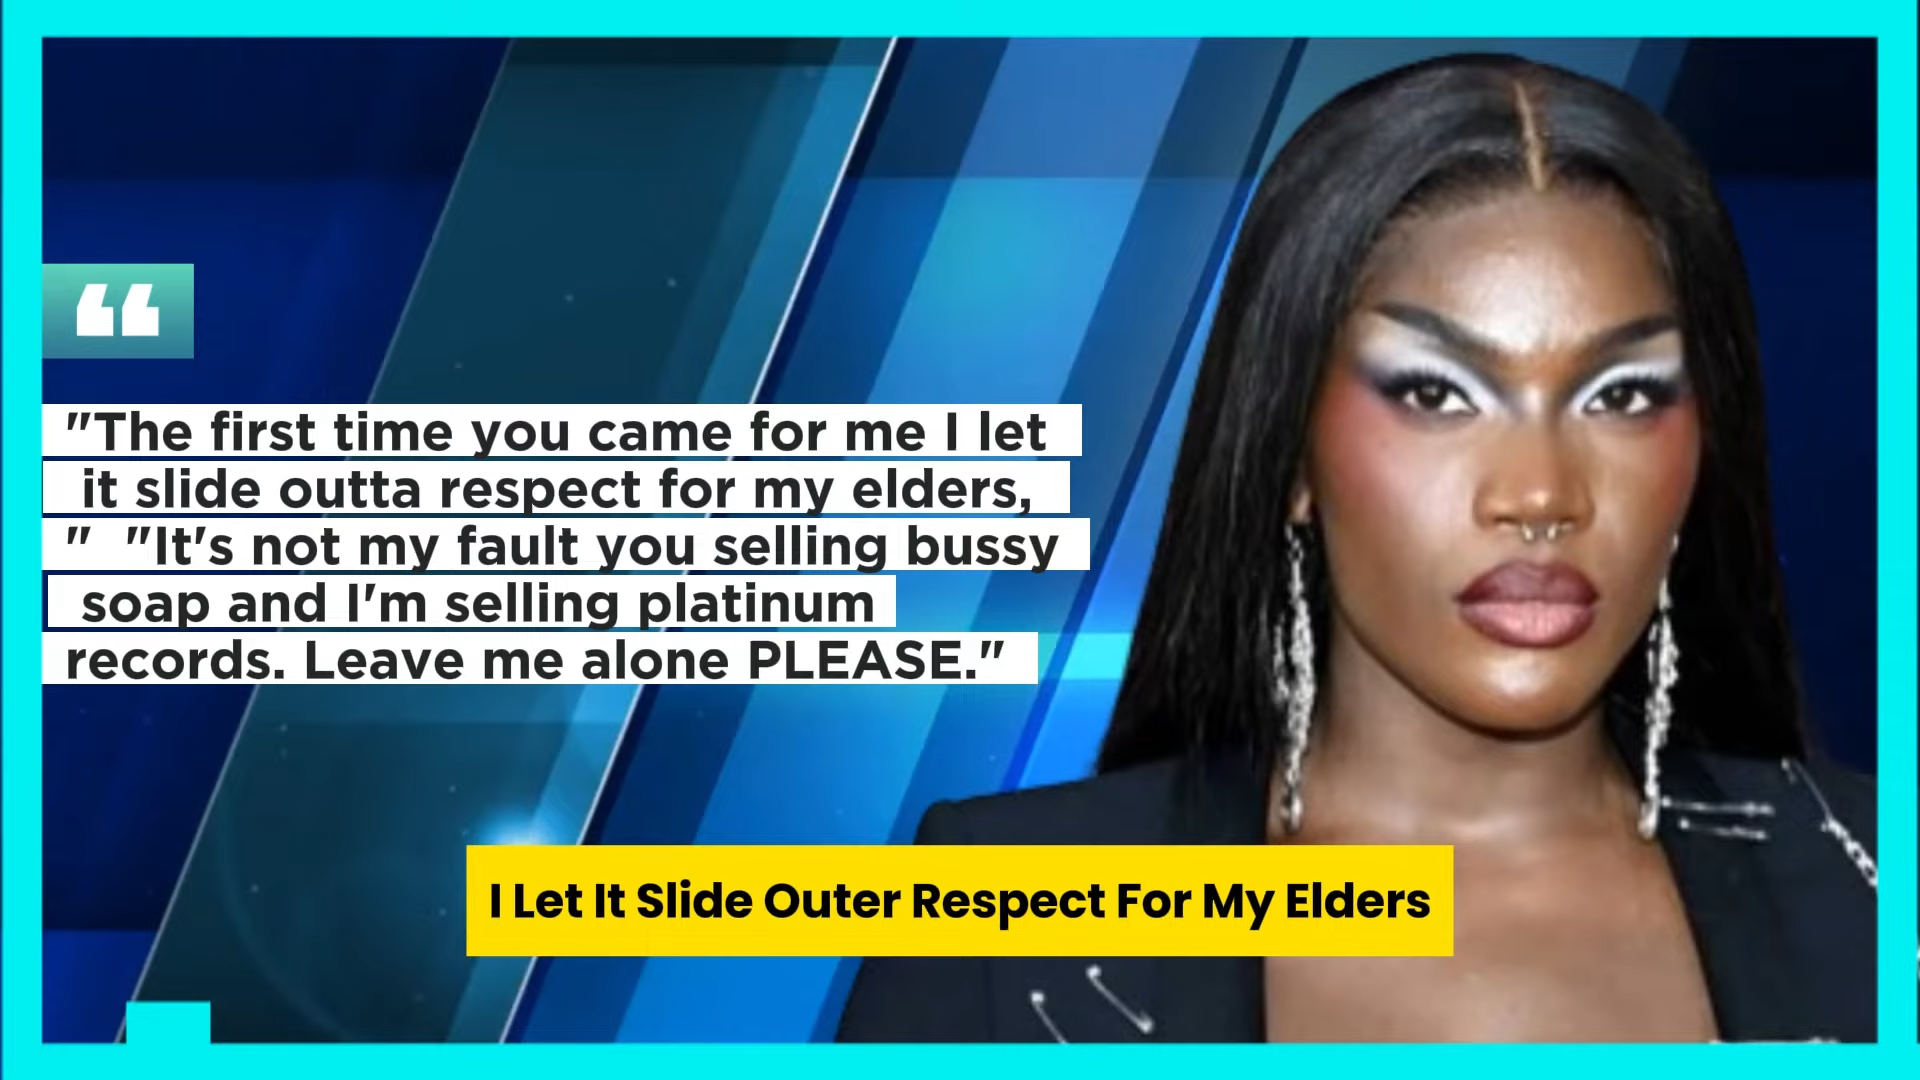 “
"The first time you came for me I let
it slide outta respect for my elders,
" "It's not my fault you selling bussy
soap and I'm selling platinum
records. Leave me alone PLEASE."
I Let It Slide Outer Respect For My Elders